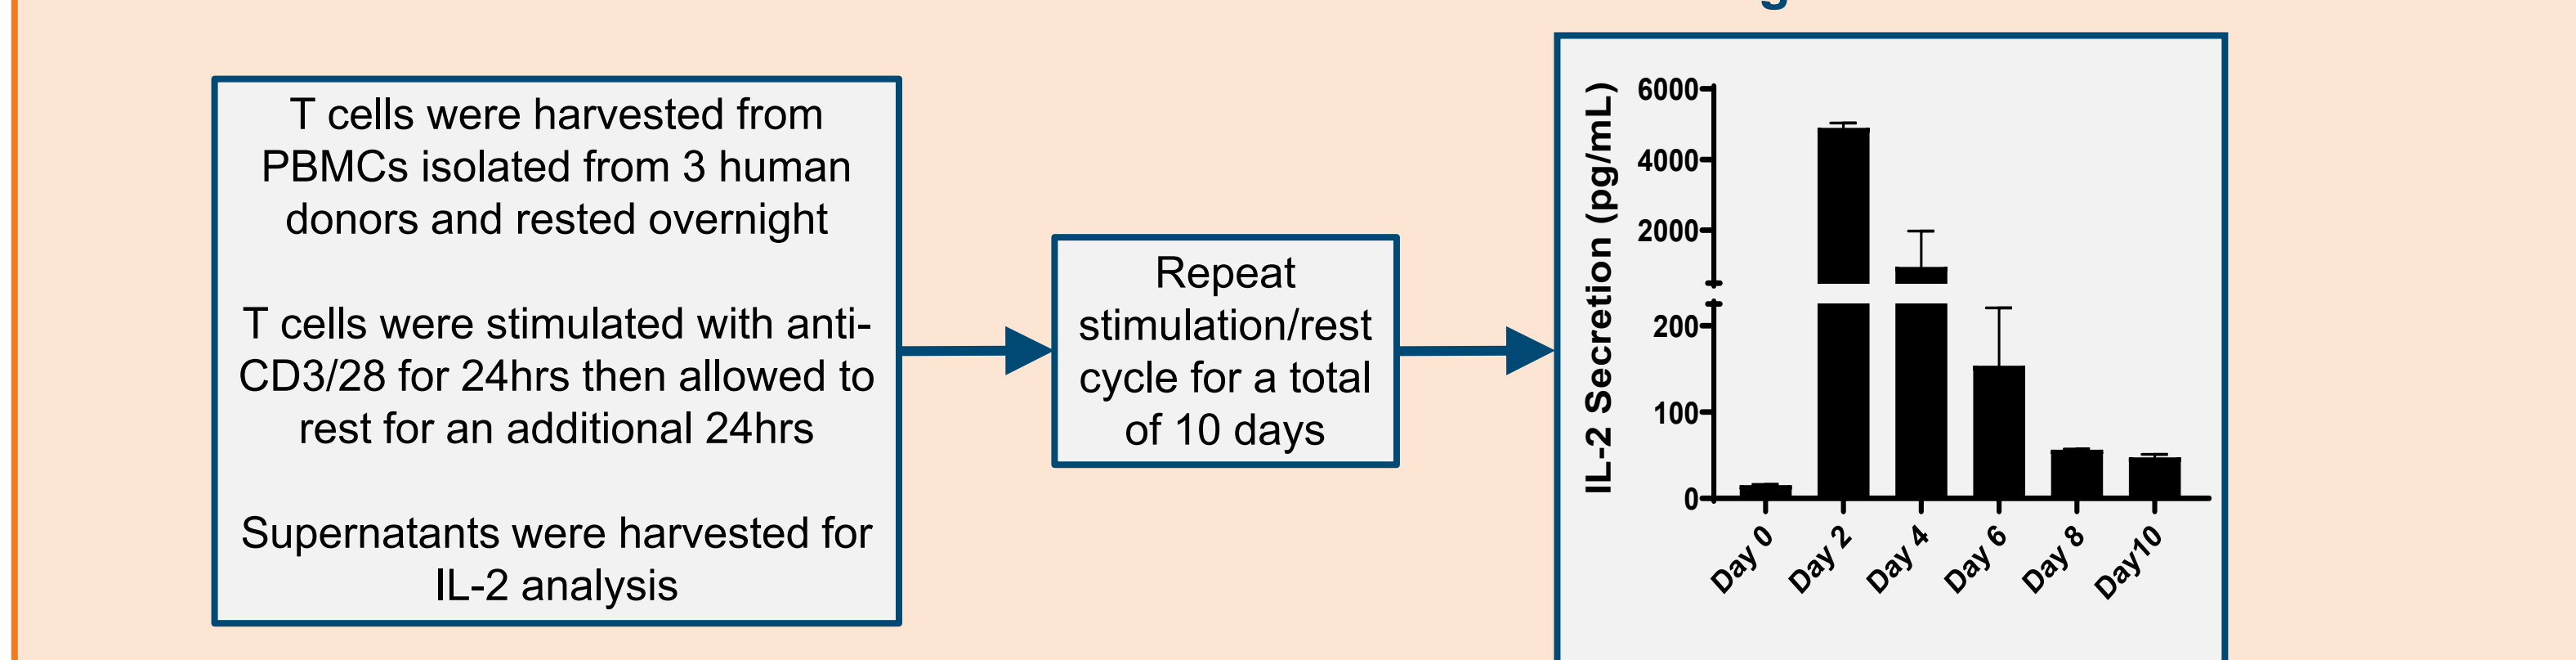 T cells were harvested from
PBMCs isolated from 3 human
donors and rested overnight
T cells were stimulated with anti-
CD3/28 for 24hrs then allowed to
rest for an additional 24hrs
Supernatants were harvested for
IL-2 analysis
Repeat
stimulation/rest
cycle for a total
of 10 days
IL-2 Secretion (pg/mL)
6000
4000
2000
200
100
0
Day 0
Day 2
Day 4
Day 6
Day 8
Day10